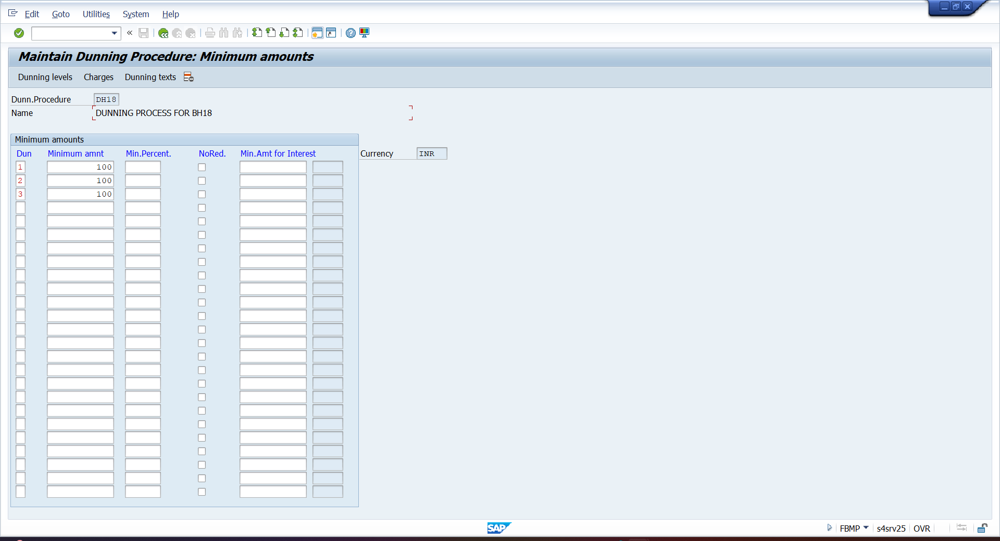 Edit Goto Utilities System Help
Maintain Dunning Procedure: Minimum amounts
Dunning levels Charges Dunning texts
Dunn.Procedure DH18
Name DUNNING PROCESS FOR BH18
Minimum amounts
Dun Minimum amnt Min.Percent. NoRed. Min.Amt for Interest Currency INR
1 100
2 100
3 100
SAP FBMP s4srv25 OVR